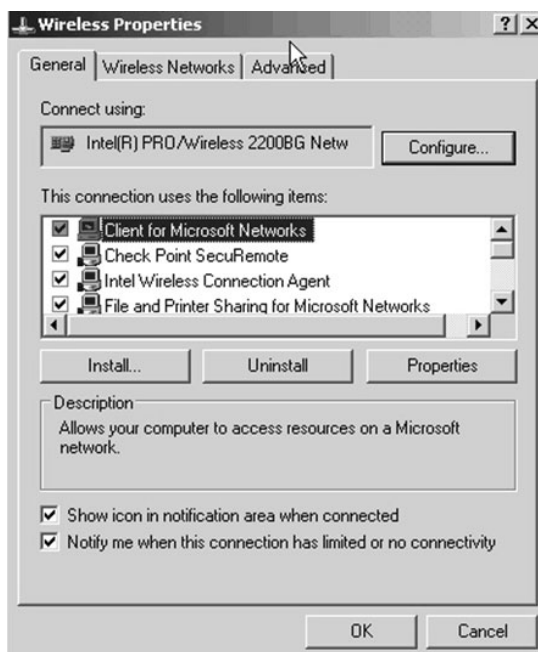 Wireless Properties
General
Wireless Networks
Advanced
Connect using:
Intel(R) PRO/Wireless 2200BG Netw
Configure...
This connection uses the following items:
Client for Microsoft Networks
Check Point SecuRemote
Intel Wireless Connection Agent
File and Printer Sharing for Microsoft Networks
Install...
Uninstall
Properties
Description
Allows your computer to access resources on a Microsoft
network.
Show icon in notification area when connected
Notify me when this connection has limited or no connectivity
OK
Cancel